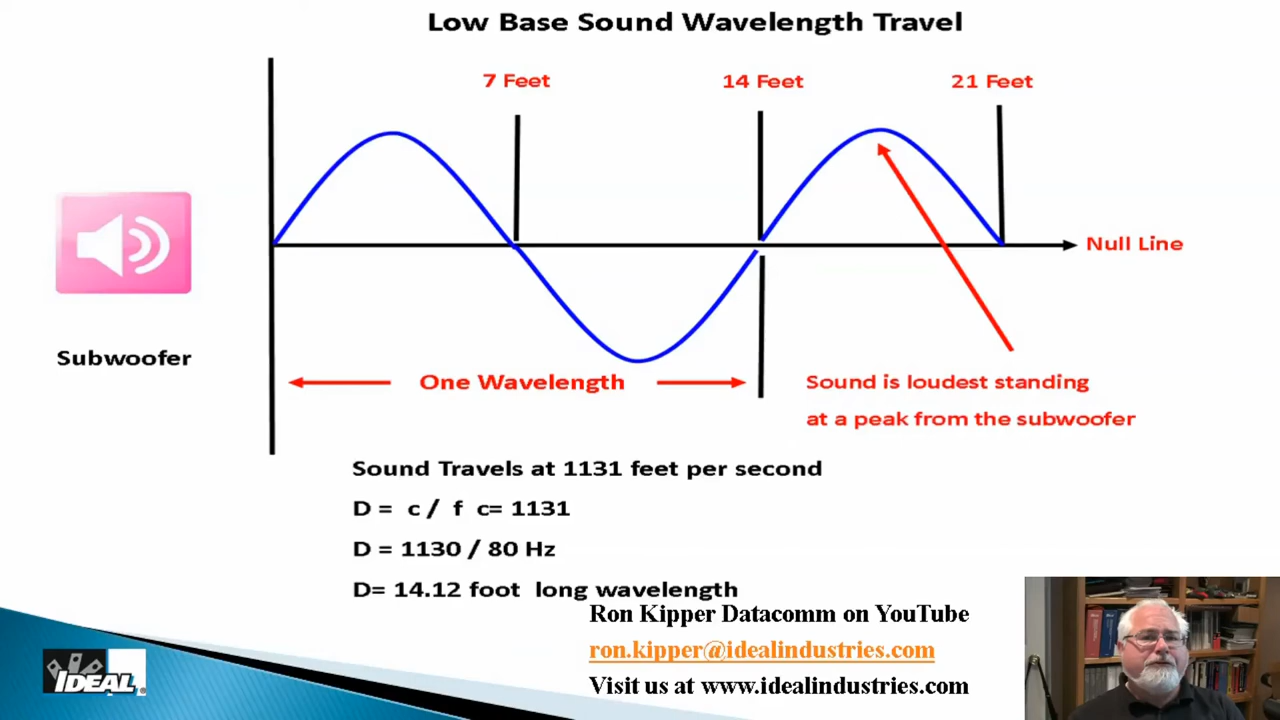 Low Base Sound Wavelength Travel
7 Feet
14 Feet
21 Feet
Null Line
Subwoofer
One Wavelength
Sound is loudest standing
at a peak from the subwoofer
Sound Travels at 1131 feet per second
D = c / f c= 1131
D = 1130 / 80 Hz
D= 14.12 foot long wavelength
Ron Kipper Datacomm on YouTube
ron.kipper@idealindustries.com
Visit us at www.idealindustries.com
IDEAL®